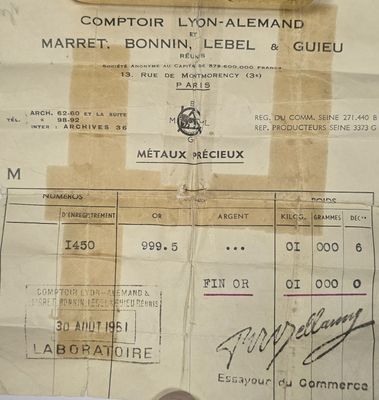 COMPTOIR LYON-ALEMAND
ET
MARRET, BONNIN, LEBEL & GUIEU
RÉUNIS
SOCIÉTÉ ANONYME AU CAPITAL DE 379.600.000 FRANCS
13, RUE DE MONTMORENCY (3e)
PARIS
TÉL. ARCH. 62-60 ET LA SUITE
" 98-92
INTER : ARCHIVES 36
REG. DU COMM. SEINE 271.440 B
REP. PRODUCTEURS SEINE 3373 G
MÉTAUX PRÉCIEUX
M
NUMÉROS POIDS
D'ENREGISTREMENT OR ARGENT KILOG. GRAMMES DÉC
I450 999.5 ... 0I 000 6
FIN OR 0I 000 0
COMPTOIR LYON-ALEMAND &
MARRET, BONNIN, LEBEL & GUIEU RÉUNIS
30 AOUT 1961
LABORATOIRE
Essayeur du Commerce